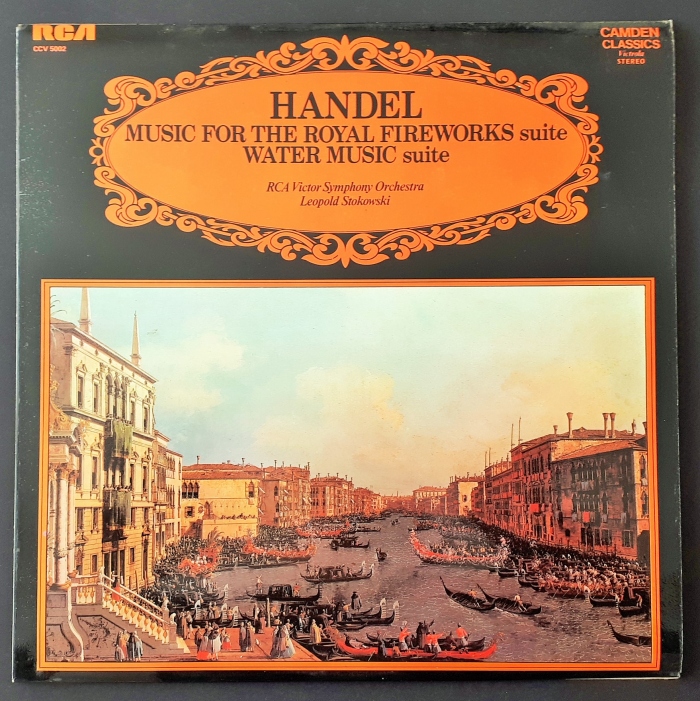 RCA
CCV 5002
CAMDEN
CLASSICS
Victrola
STEREO
HANDEL
MUSIC FOR THE ROYAL FIREWORKS suite
WATER MUSIC suite
RCA Victor Symphony Orchestra
Leopold Stokowski